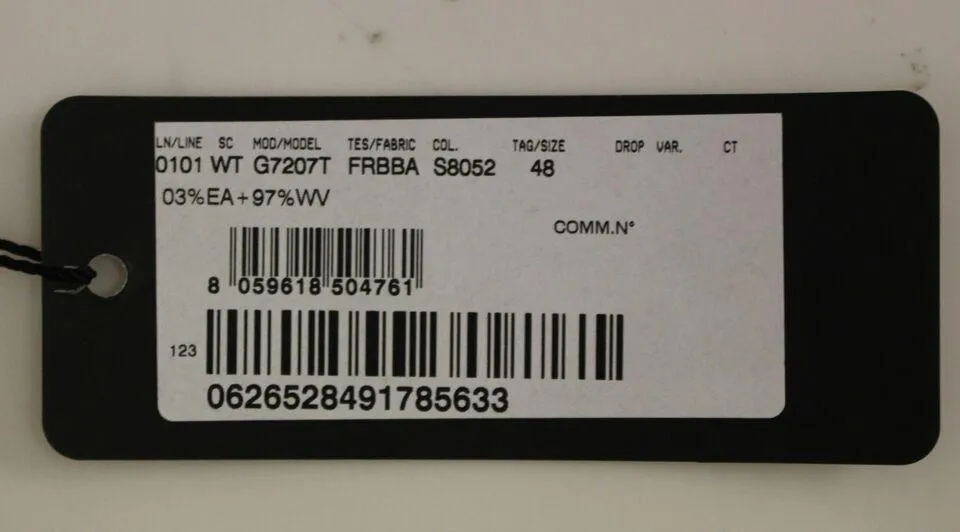 LN/LINE SC MOD/MODEL TES/FABRIC COL. TAG/SIZE DROP VAR. CT
0101 WT G7207T FRBBA S8052 48
03%EA+97%WV
COMM.N°
8 059618 504761
123
0626528491785633